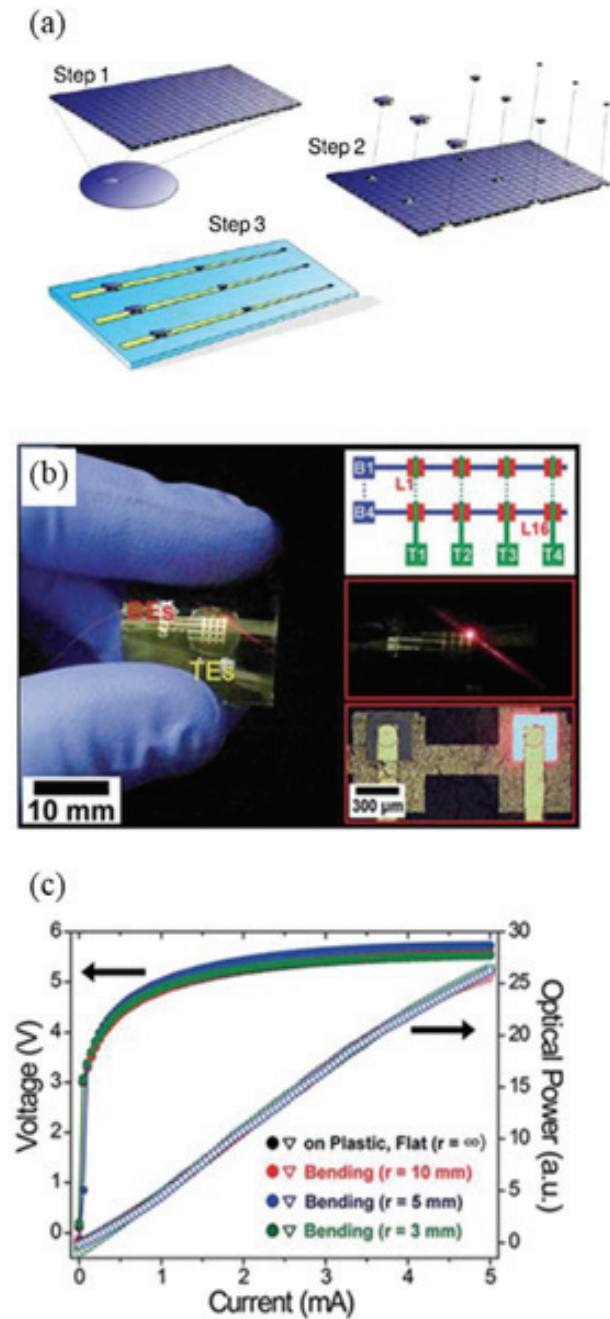 (a)
Step 1
Step 2
Step 3
(b)
BEs
TEs
10 mm
B1
L1
B4
L16
T1 T2 T3 T4
300 µm
(c)
6
5
4
3
2
1
0
Voltage (V)
30
25
20
15
10
5
0
Optical Power (a.u.)
on Plastic, Flat (r = ∞)
Bending (r = 10 mm)
Bending (r = 5 mm)
Bending (r = 3 mm)
0 1 2 3 4 5
Current (mA)